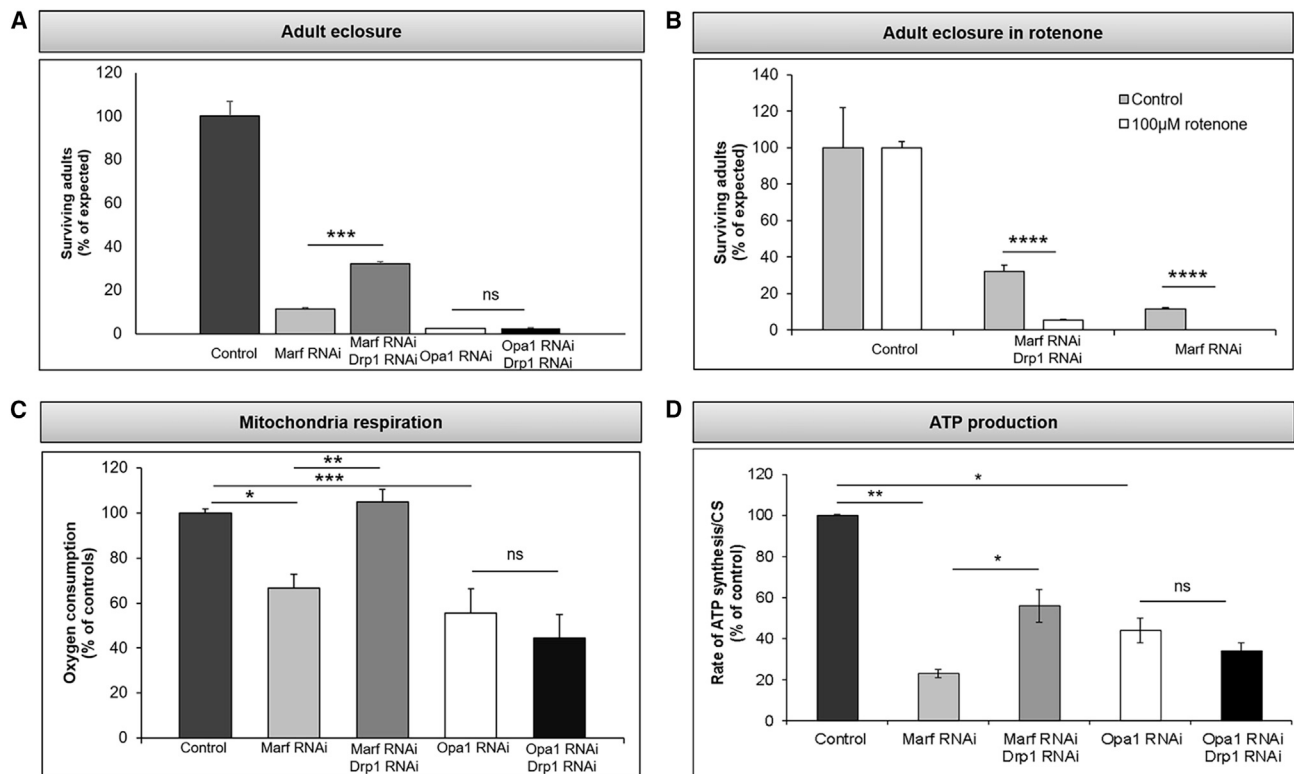 A
Adult eclosure
Surviving adults
(% of expected)
120
100
80
60
40
20
0
***
ns
Control
Marf RNAi
Marf RNAi
Drp1 RNAi
Opa1 RNAi
Opa1 RNAi
Drp1 RNAi
B
Adult eclosure in rotenone
Surviving adults
(% of expected)
140
120
100
80
60
40
20
0
Control
100µM rotenone
****
****
Control
Marf RNAi
Drp1 RNAi
Marf RNAi
C
Mitochondria respiration
Oxygen consumption
(% of controls)
120
100
80
60
40
20
0
**
***
*
ns
Control
Marf RNAi
Marf RNAi
Drp1 RNAi
Opa1 RNAi
Opa1 RNAi
Drp1 RNAi
D
ATP production
Rate of ATP synthesis/CS
(% of control)
120
100
80
60
40
20
0
*
**
*
ns
Control
Marf RNAi
Marf RNAi
Drp1 RNAi
Opa1 RNAi
Opa1 RNAi
Drp1 RNAi